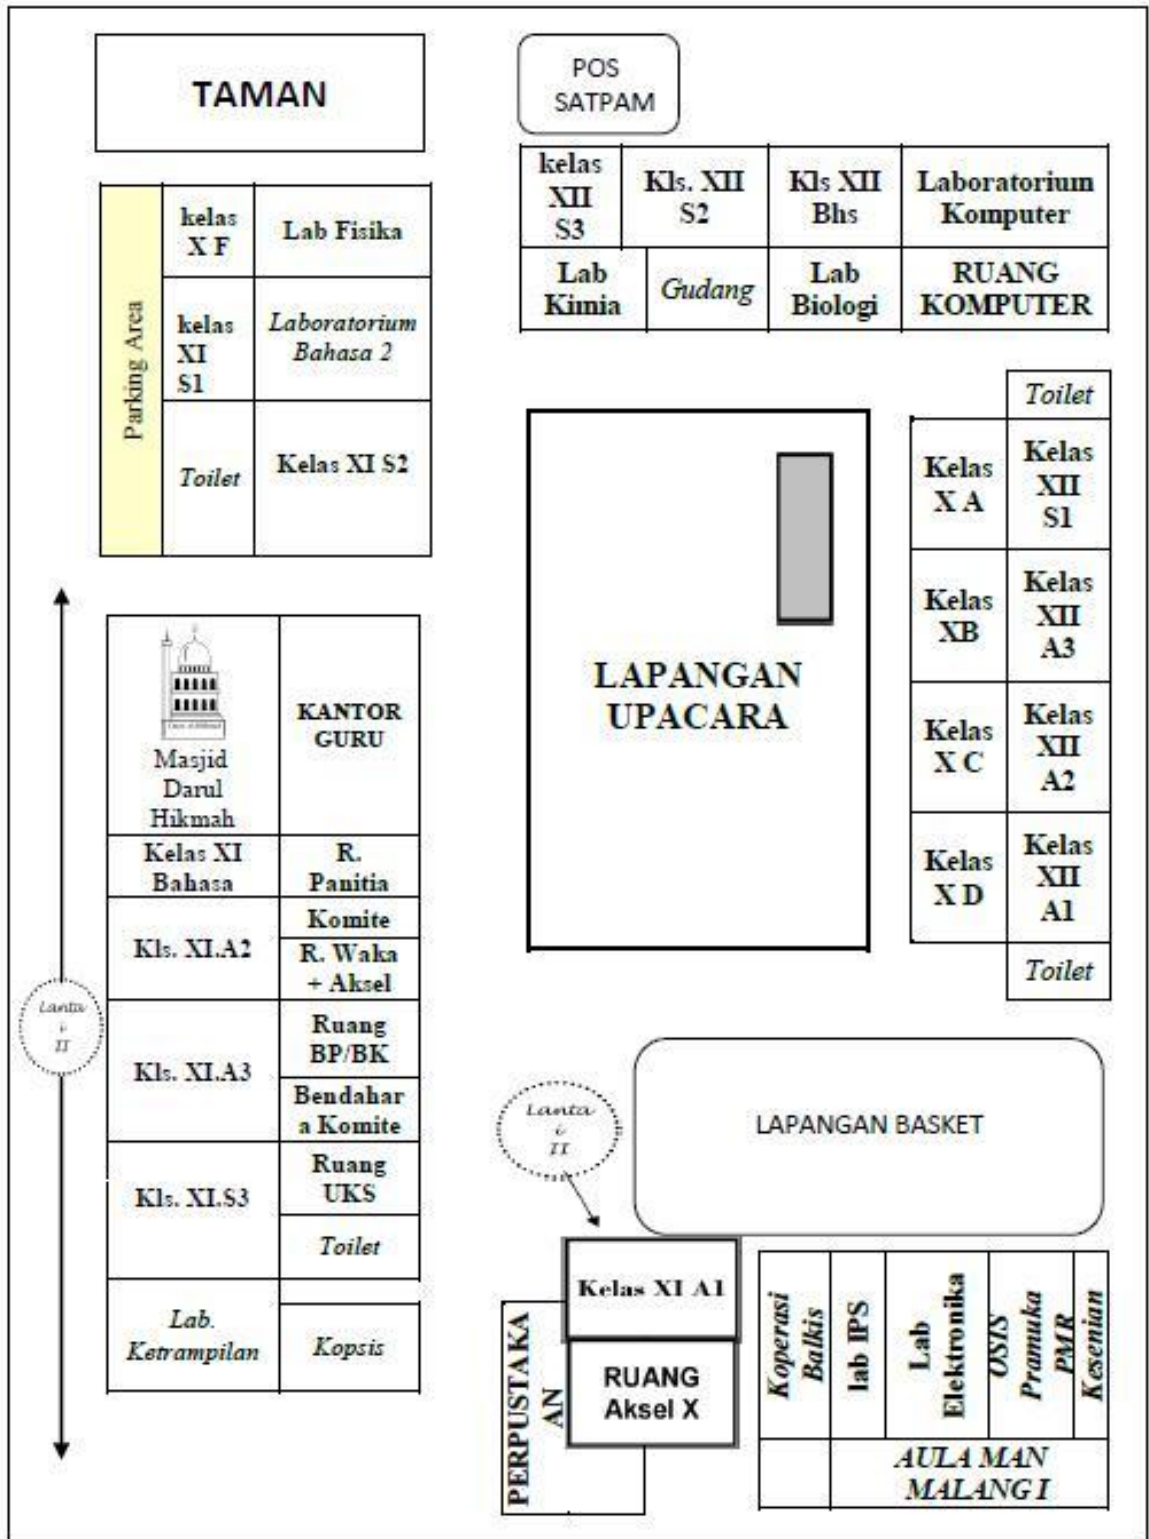 TAMAN
POS
SATPAM
kelas
XII
S3
Kls. XII
S2
Kls XII
Bhs
Laboratorium
Komputer
Lab
Kimia
Gudang
Lab
Biologi
RUANG
KOMPUTER
Parking Area
kelas
X F
Lab Fisika
kelas
XI
S1
Laboratorium
Bahasa 2
Toilet
Kelas XI S2
Toilet
Kelas
X A
Kelas
XII
S1
Kelas
XB
Kelas
XII
A3
Kelas
X C
Kelas
XII
A2
Kelas
X D
Kelas
XII
A1
Toilet
LAPANGAN
UPACARA
Masjid
Darul
Hikmah
KANTOR
GURU
Kelas XI
Bahasa
R.
Panitia
Kls. XI.A2
Komite
R. Waka
+ Aksel
Lanta
i
II
Kls. XI.A3
Ruang
BP/BK
Bendahar
a Komite
Kls. XI.S3
Ruang
UKS
Toilet
Lab.
Ketrampilan
Kopsis
Lanta
i
II
LAPANGAN BASKET
Kelas XI A1
RUANG
Aksel X
PERPUSTAKA
AN
Koperasi
Balkis
lab IPS
Lab
Elektronika
OSIS
Pramuka
PMR
Kesenian
AULA MAN
MALANG I